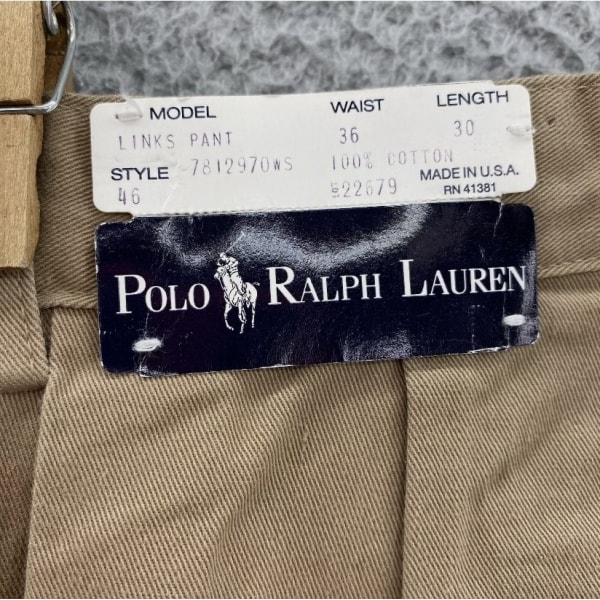 MODEL WAIST LENGTH
LINKS PANT 36 30
STYLE 7812970WS 100% COTTON
46 22679 MADE IN U.S.A.
RN 41381
POLO RALPH LAUREN